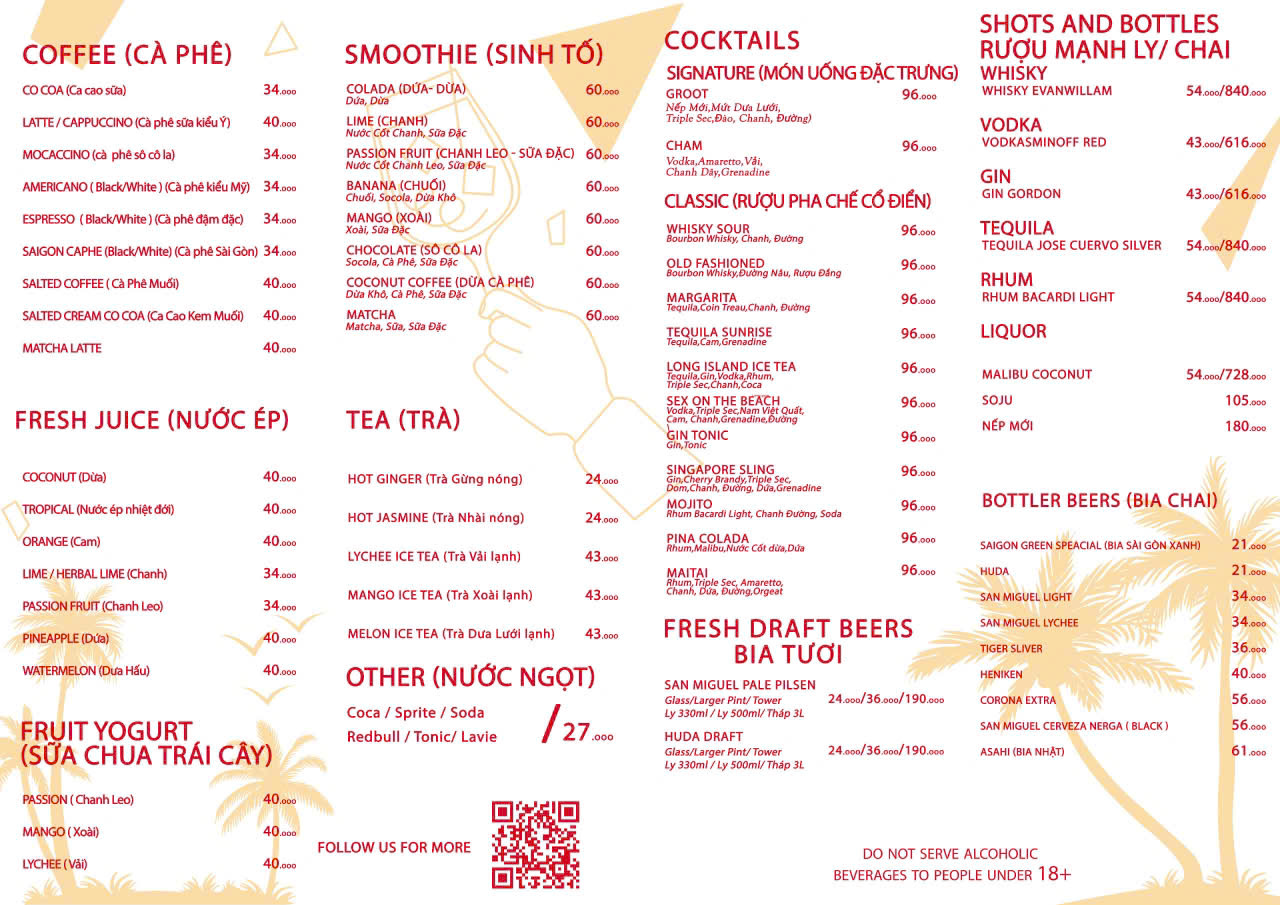 COFFEE (CÀ PHÊ)
CO COA (Ca cao sữa) 34.000
LATTE / CAPPUCCINO (Cà phê sữa kiểu Ý) 40.000
MOCACCINO (cà phê sô cô la) 34.000
AMERICANO ( Black/White ) (Cà phê kiểu Mỹ) 34.000
ESPRESSO ( Black/White ) (Cà phê đậm đặc) 34.000
SAIGON CAPHE (Black/White) (Cà phê Sài Gòn) 34.000
SALTED COFFEE ( Cà Phê Muối) 40.000
SALTED CREAM CO COA (Ca Cao Kem Muối) 40.000
MATCHA LATTE 40.000
FRESH JUICE (NƯỚC ÉP)
COCONUT (Dừa) 40.000
TROPICAL (Nước ép nhiệt đới) 40.000
ORANGE (Cam) 40.000
LIME / HERBAL LIME (Chanh) 34.000
PASSION FRUIT (Chanh Leo) 34.000
PINEAPPLE (Dứa) 40.000
WATERMELON (Dưa Hấu) 40.000
FRUIT YOGURT
(SỮA CHUA TRÁI CÂY)
PASSION ( Chanh Leo) 40.000
MANGO ( Xoài) 40.000
LYCHEE ( Vải) 40.000
SMOOTHIE (SINH TỐ)
COLADA (DỨA- DỪA) 60.000
Dứa, Dừa
LIME (CHANH) 60.000
Nước Cốt Chanh, Sữa Đặc
PASSION FRUIT (CHANH LEO - SỮA ĐẶC) 60.000
Nước Cốt Chanh Leo, Sữa Đặc
BANANA (CHUỐI) 60.000
Chuối, Socola, Dừa Khô
MANGO (XOÀI) 60.000
Xoài, Sữa Đặc
CHOCOLATE (SÔ CÔ LA) 60.000
Socola, Cà Phê, Sữa Đặc
COCONUT COFFEE (DỪA CÀ PHÊ) 60.000
Dừa Khô, Cà Phê, Sữa Đặc
MATCHA 60.000
Matcha, Sữa, Sữa Đặc
TEA (TRÀ)
HOT GINGER (Trà Gừng nóng) 24.000
HOT JASMINE (Trà Nhài nóng) 24.000
LYCHEE ICE TEA (Trà Vải lạnh) 43.000
MANGO ICE TEA (Trà Xoài lạnh) 43.000
MELON ICE TEA (Trà Dưa Lưới lạnh) 43.000
OTHER (NƯỚC NGỌT)
Coca / Sprite / Soda
Redbull / Tonic/ Lavie / 27.000
FOLLOW US FOR MORE
COCKTAILS
SIGNATURE (MÓN UỐNG ĐẶC TRƯNG)
GROOT 96.000
Nếp Mới,Mứt Dưa Lưới,
Triple Sec,Đào, Chanh, Đường)
CHAM 96.000
Vodka,Amaretto,Vải,
Chanh Dây,Grenadine
CLASSIC (RƯỢU PHA CHẾ CỔ ĐIỂN)
WHISKY SOUR 96.000
Bourbon Whisky, Chanh, Đường
OLD FASHIONED 96.000
Bourbon Whisky,Đường Nâu, Rượu Đắng
MARGARITA 96.000
Tequila,Coin Treau,Chanh, Đường
TEQUILA SUNRISE 96.000
Tequila,Cam,Grenadine
LONG ISLAND ICE TEA 96.000
Tequila,Gin,Vodka,Rhum,
Triple Sec,Chanh,Coca
SEX ON THE BEACH 96.000
Vodka,Triple Sec,Nam Việt Quất,
Cam, Chanh,Grenadine,Đường
GIN TONIC 96.000
Gin,Tonic
SINGAPORE SLING 96.000
Gin,Cherry Brandy,Triple Sec,
Dom,Chanh, Đường, Dứa,Grenadine
MOJITO 96.000
Rhum Bacardi Light, Chanh Đường, Soda
PINA COLADA 96.000
Rhum,Malibu,Nước Cốt dừa,Dứa
MAITAI 96.000
Rhum,Triple Sec, Amaretto,
Chanh, Dứa, Đường,Orgeat
FRESH DRAFT BEERS
BIA TƯƠI
SAN MIGUEL PALE PILSEN
Glass/Larger Pint/ Tower 24.000/36.000/190.000
Ly 330ml / Ly 500ml/ Tháp 3L
HUDA DRAFT
Glass/Larger Pint/ Tower 24.000/36.000/190.000
Ly 330ml / Ly 500ml/ Tháp 3L
SHOTS AND BOTTLES
RƯỢU MẠNH LY/ CHAI
WHISKY
WHISKY EVANWILLAM 54.000/840.000
VODKA
VODKASMINOFF RED 43.000/616.000
GIN
GIN GORDON 43.000/616.000
TEQUILA
TEQUILA JOSE CUERVO SILVER 54.000/840.000
RHUM
RHUM BACARDI LIGHT 54.000/840.000
LIQUOR
MALIBU COCONUT 54.000/728.000
SOJU 105.000
NẾP MỚI 180.000
BOTTLER BEERS (BIA CHAI)
SAIGON GREEN SPEACIAL (BIA SÀI GÒN XANH) 21.000
HUDA 21.000
SAN MIGUEL LIGHT 34.000
SAN MIGUEL LYCHEE 34.000
TIGER SLIVER 36.000
HENIKEN 40.000
CORONA EXTRA 56.000
SAN MIGUEL CERVEZA NERGA ( BLACK ) 56.000
ASAHI (BIA NHẬT) 61.000
DO NOT SERVE ALCOHOLIC
BEVERAGES TO PEOPLE UNDER 18+